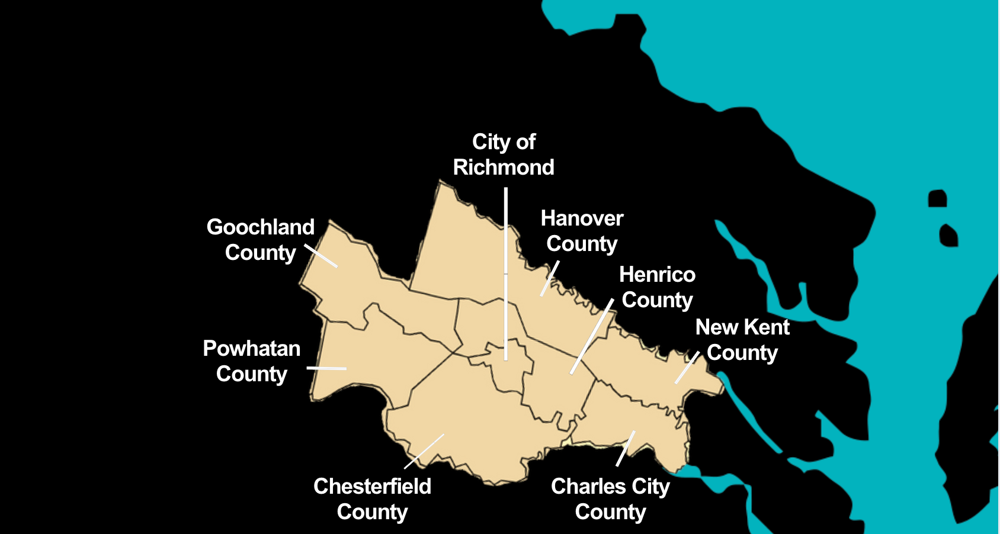 City of
Richmond
Hanover
County
Goochland
County
Henrico
County
New Kent
County
Powhatan
County
Chesterfield
County
Charles City
County